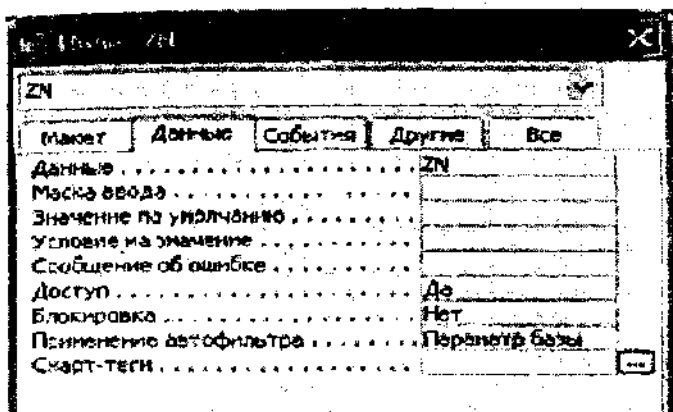 Поле: ZN
ZN
Макет Данные События Другие Все
Данные . . . . . . . . . . . . . . . . . . . ZN
Маска ввода . . . . . . . . . . . . . . .
Значение по умолчанию . . . . . . . .
Условие на значение . . . . . . . . . .
Сообщение об ошибке . . . . . . . . .
Доступ . . . . . . . . . . . . . . . . . . . Да
Блокировка . . . . . . . . . . . . . . . . Нет
Применение автофильтра . . . . . . . Параметр базы
Смарт-теги . . . . . . . . . . . . . . . . ...